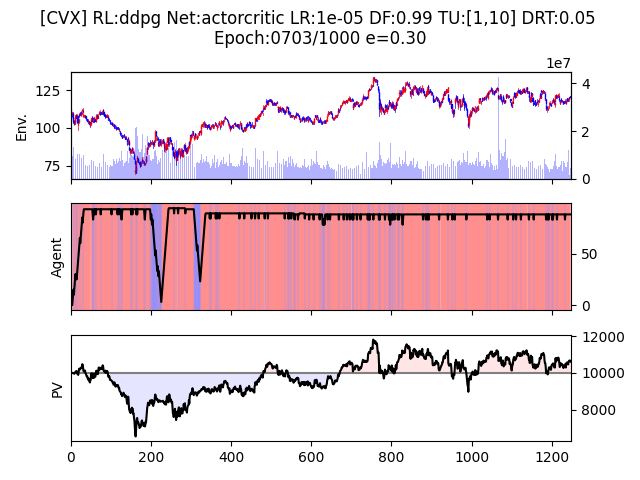 [CVX] RL:ddpg Net:actorcritic LR:1e-05 DF:0.99 TU:[1,10] DRT:0.05
Epoch:0703/1000 e=0.30
1e7
125
100
75
Env.
4
2
0
Agent
50
0
PV
12000
10000
8000
0 200 400 600 800 1000 1200